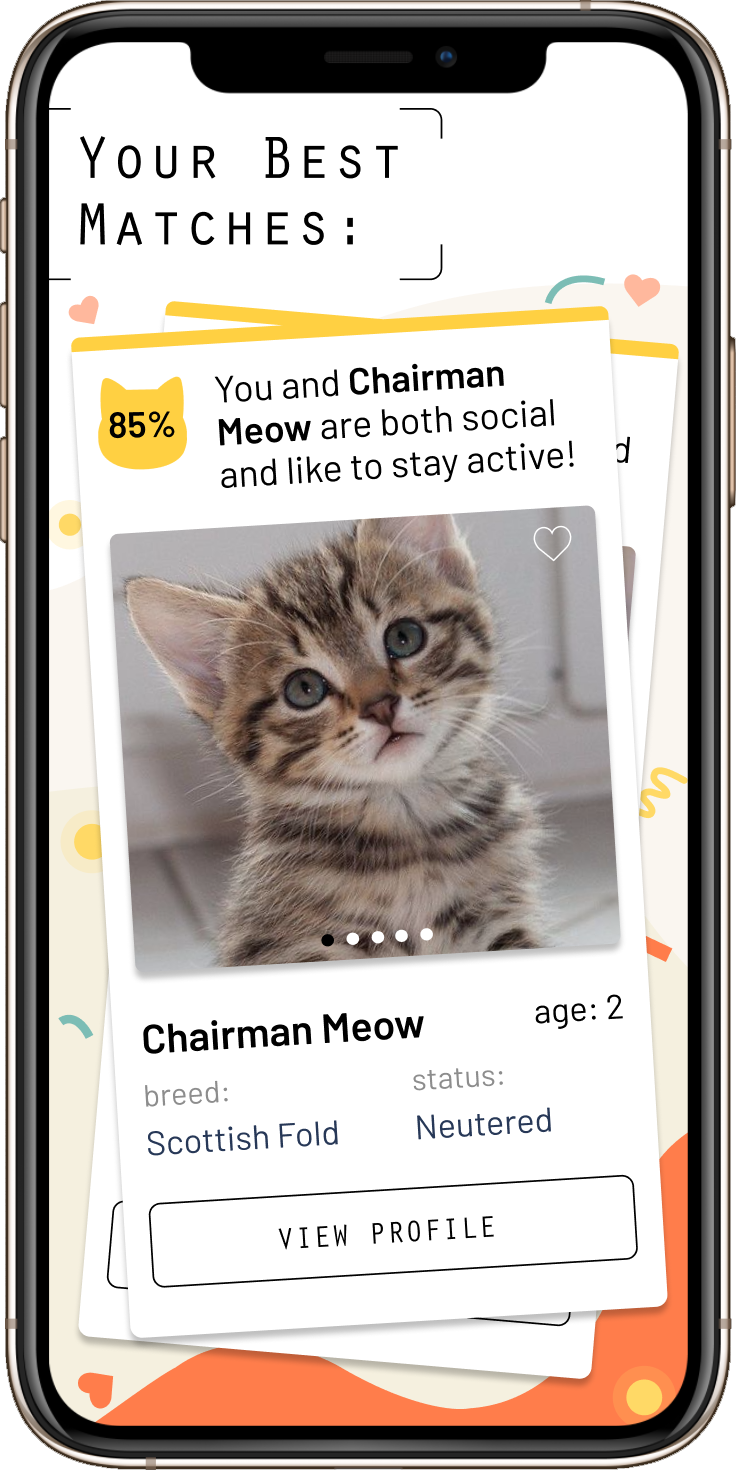 Your Best
Matches:
85%
You and Chairman
Meow are both social
and like to stay active!
d
Chairman Meow
age: 2
breed:
status:
Scottish Fold
Neutered
VIEW PROFILE